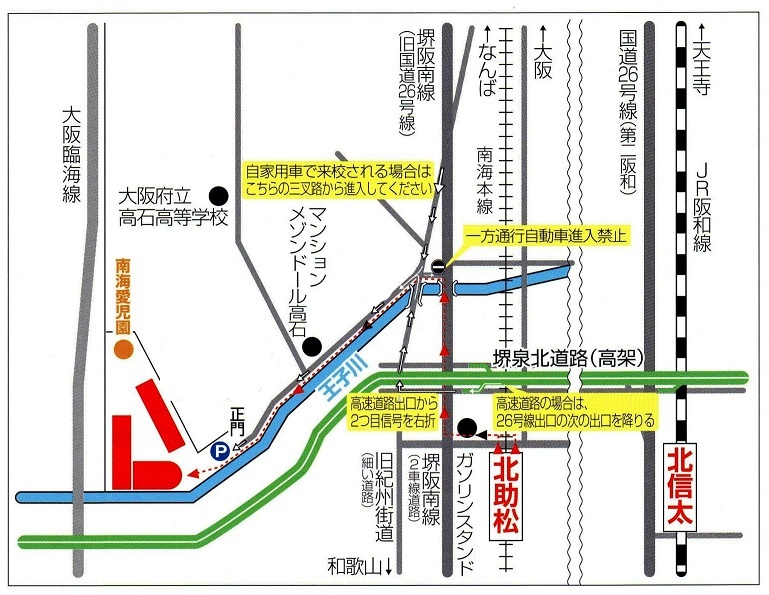 大阪臨海線
大阪府立
高石高等学校
南海愛児園
マンション
メゾンドール高石
自家用車で来校される場合は
こちらの三叉路から進入してください
堺阪南線
(旧国道26号線)
↑なんば
↑大阪
南海本線
国道26号線(第二阪和)
↑天王寺
JR阪和線
一方通行自動車進入禁止
王子川
堺泉北道路(高架)
正門
P
高速道路出口から
2つ目信号を右折
高速道路の場合は、
26号線出口の次の出口を降りる
旧紀州街道
(細い道路)
堺阪南線
(2車線道路)
ガソリンスタンド
北助松
北信太
和歌山↓